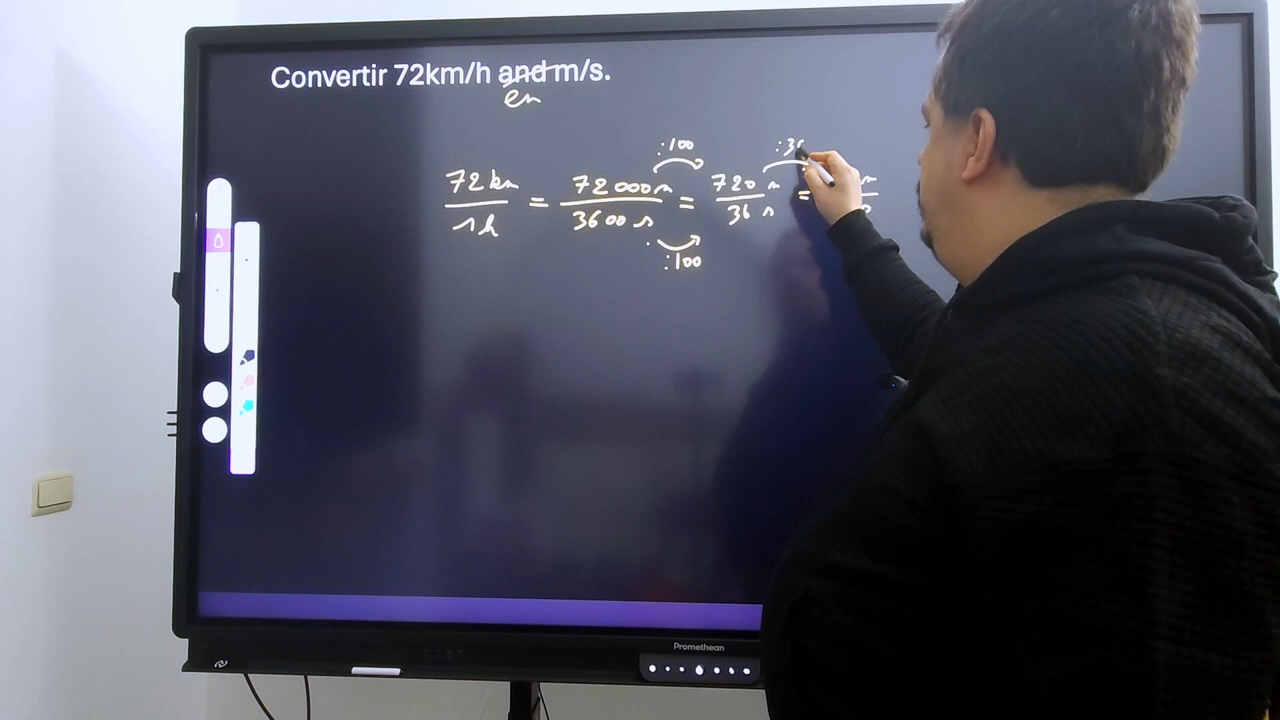 Convertir 72km/h and m/s.
en
:100 :36
72 km / 1 h = 72 000 m / 3600 s = 720 m / 36 s =
:100
Promethean